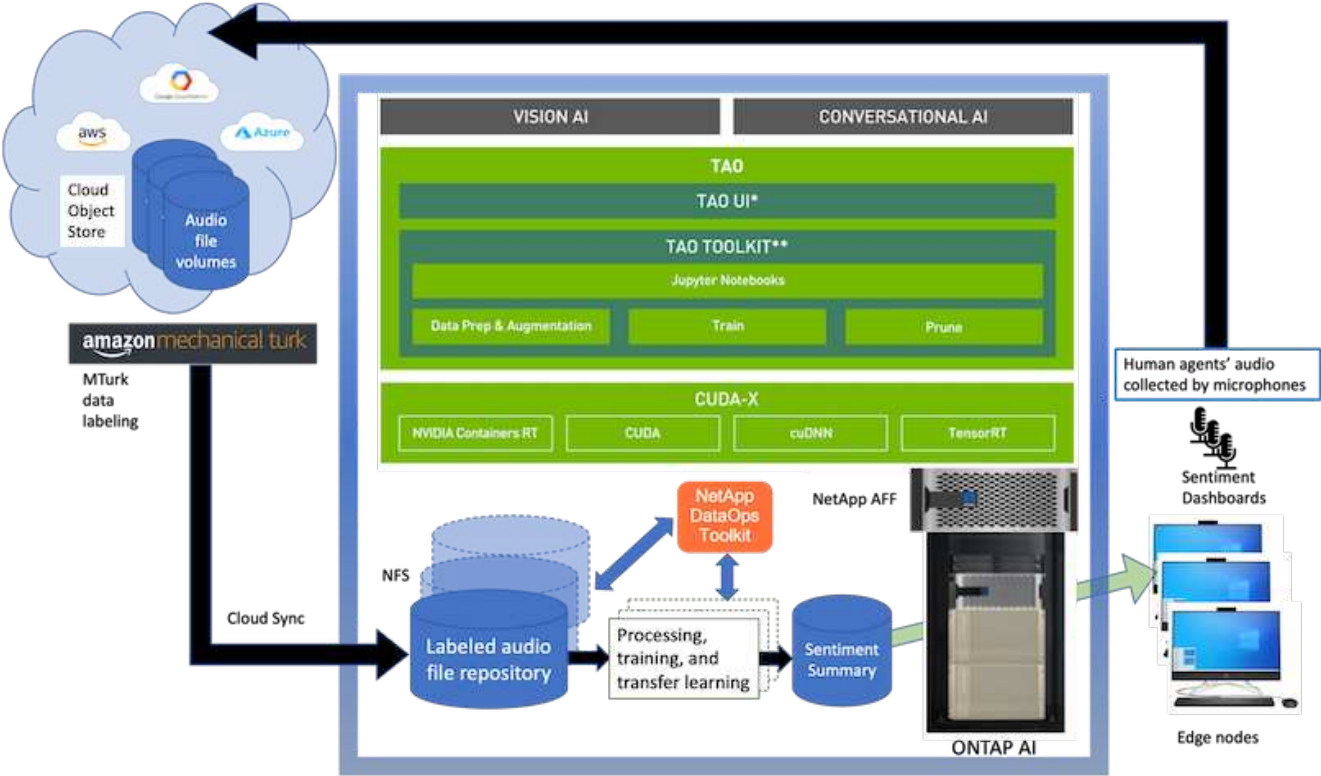 Google Cloud Platform
aws
Azure
Cloud
Object
Store
Audio
file
volumes
amazon mechanical turk
MTurk
data
labeling
Cloud Sync
VISION AI
CONVERSATIONAL AI
TAO
TAO UI*
TAO TOOLKIT**
Jupyter Notebooks
Data Prep & Augmentation
Train
Prune
CUDA-X
NVIDIA Containers RT
CUDA
cuDNN
TensorRT
NetApp
DataOps
Toolkit
NetApp AFF
NFS
Labeled audio
file repository
Processing,
training, and
transfer learning
Sentiment
Summary
ONTAP AI
Human agents’ audio
collected by microphones
Sentiment
Dashboards
Edge nodes